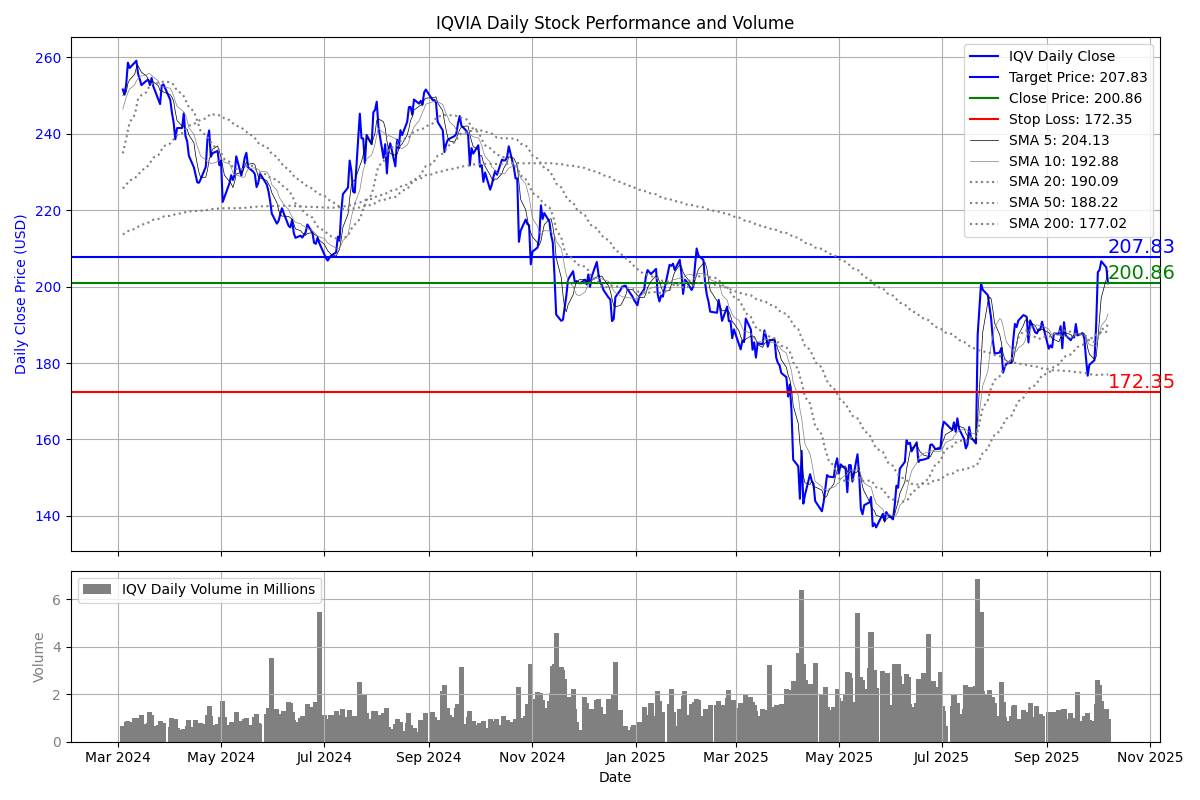 IQVIA Daily Stock Performance and Volume
Daily Close Price (USD)
260
240
220
200
180
160
140
IQV Daily Close
Target Price: 207.83
Close Price: 200.86
Stop Loss: 172.35
SMA 5: 204.13
SMA 10: 192.88
SMA 20: 190.09
SMA 50: 188.22
SMA 200: 177.02
207.83
200.86
172.35
IQV Daily Volume in Millions
Volume
6
4
2
0
Mar 2024
May 2024
Jul 2024
Sep 2024
Nov 2024
Jan 2025
Mar 2025
May 2025
Jul 2025
Sep 2025
Nov 2025
Date